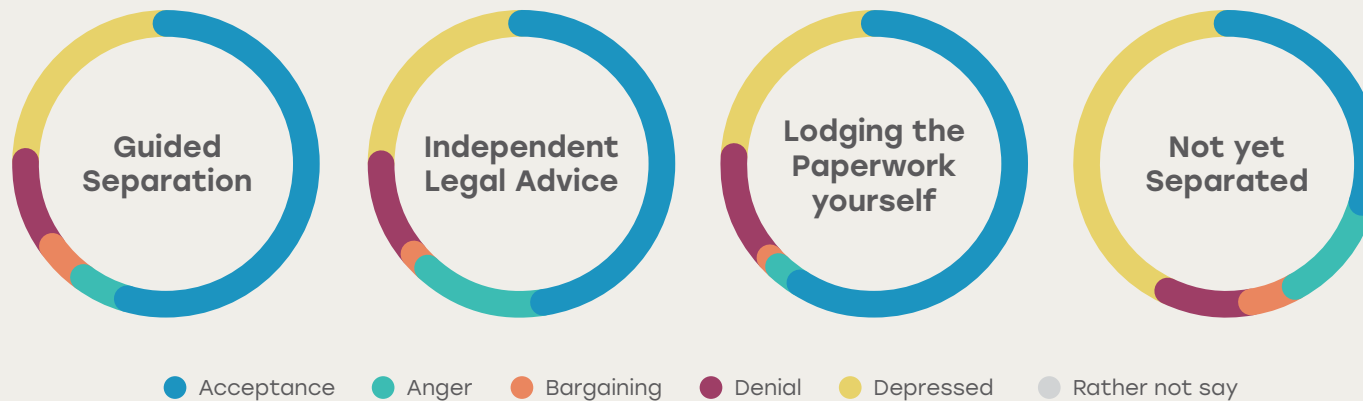 Guided
Separation
Independent
Legal Advice
Lodging the
Paperwork
yourself
Not yet
Separated
Acceptance
Anger
Bargaining
Denial
Depressed
Rather not say